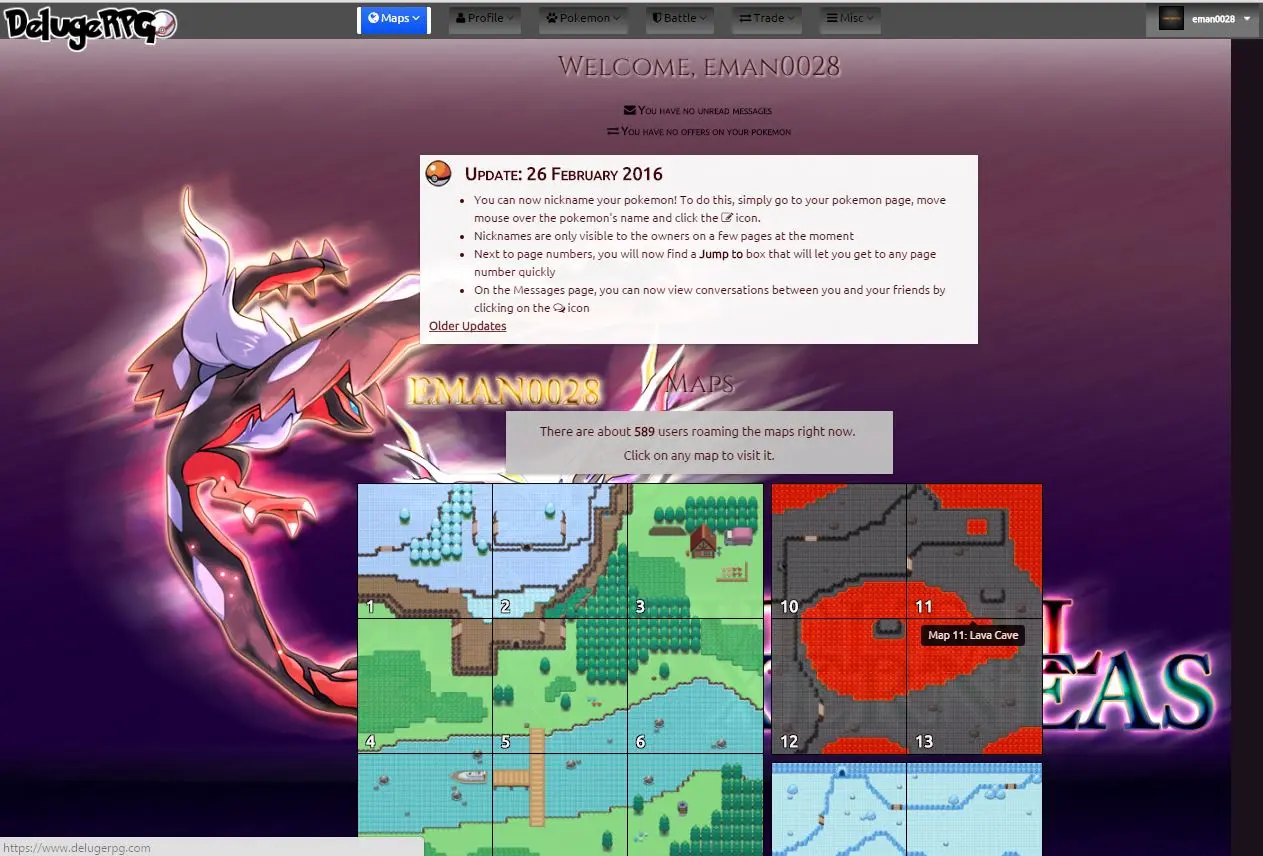 DelugeRPG
Maps
Profile
Pokemon
Battle
Trade
Misc
eman0028
Welcome, eman0028
You have no unread messages
You have no offers on your pokemon
Update: 26 February 2016
You can now nickname your pokemon! To do this, simply go to your pokemon page, move
mouse over the pokemon's name and click the icon.
Nicknames are only visible to the owners on a few pages at the moment
Next to page numbers, you will now find a Jump to box that will let you get to any page
number quickly
On the Messages page, you can now view conversations between you and your friends by
clicking on the icon
Older Updates
EMAN0028
Maps
There are about 589 users roaming the maps right now.
Click on any map to visit it.
1
2
3
10
11
Map 11: Lava Cave
EAS
4
5
6
12
13
https://www.delugerpg.com